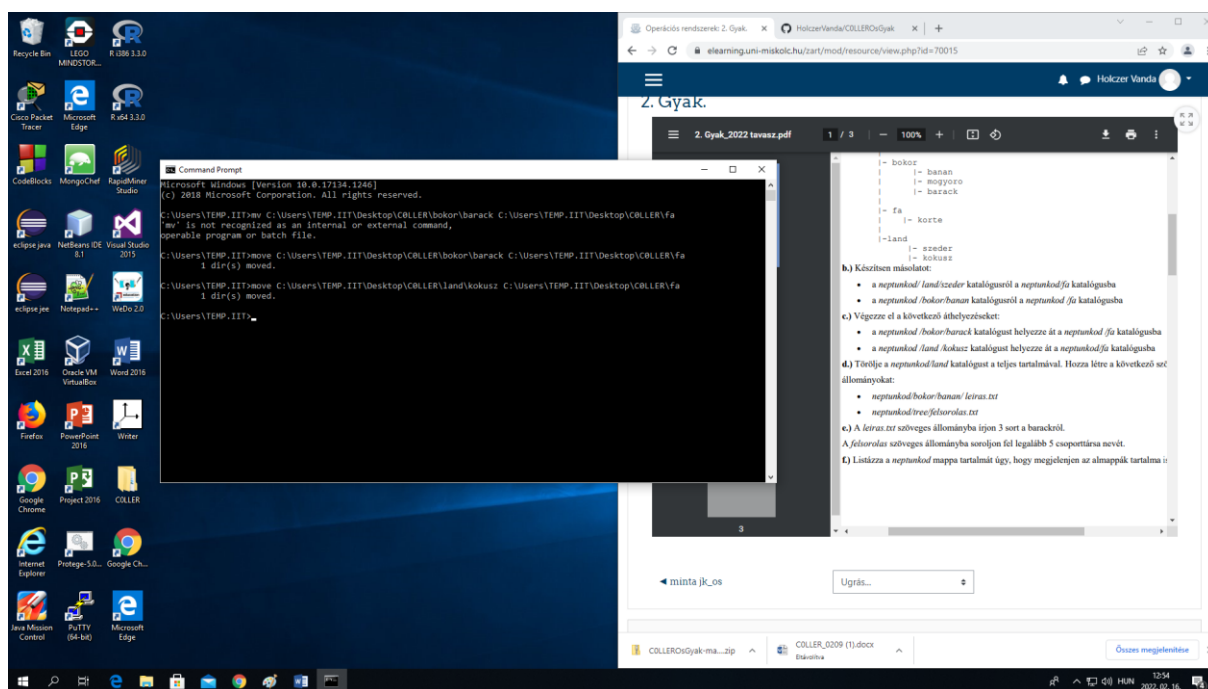 Recycle Bin
LEGO MINDSTOR...
R i386 3.3.0
Cisco Packet Tracer
Microsoft Edge
R x64 3.3.0
CodeBlocks
MongoChef
RapidMiner Studio
eclipse java
NetBeans IDE 8.1
Visual Studio 2015
eclipse jee
Notepad++
WeDo 2.0
Excel 2016
Oracle VM VirtualBox
Word 2016
Firefox
PowerPoint 2016
Writer
Google Chrome
Project 2016
C0LLER
Internet Explorer
Protege-5.0...
Google Ch...
Java Mission Control
PuTTY (64-bit)
Microsoft Edge
Command Prompt
Microsoft Windows [Version 10.0.17134.1246]
(c) 2018 Microsoft Corporation. All rights reserved.
C:\Users\TEMP.IIT>mv C:\Users\TEMP.IIT\Desktop\C0LLER\bokor\barack C:\Users\TEMP.IIT\Desktop\C0LLER\fa
'mv' is not recognized as an internal or external command,
operable program or batch file.
C:\Users\TEMP.IIT>move C:\Users\TEMP.IIT\Desktop\C0LLER\bokor\barack C:\Users\TEMP.IIT\Desktop\C0LLER\fa
1 dir(s) moved.
C:\Users\TEMP.IIT>move C:\Users\TEMP.IIT\Desktop\C0LLER\land\kokusz C:\Users\TEMP.IIT\Desktop\C0LLER\fa
1 dir(s) moved.
C:\Users\TEMP.IIT>
Operációs rendszerek: 2. Gyak.
HolczerVanda/C0LLEROsGyak
elearning.uni-miskolc.hu/zart/mod/resource/view.php?id=70015
Holczer Vanda
2. Gyak.
2. Gyak_2022 tavasz.pdf
1 / 3
100%
|- bokor
| |- banan
| |- mogyoro
| |- barack
|
|- fa
| |- korte
|
|-land
|- szeder
|- kokusz
b.) Készítsen másolatot:
• a neptunkod/ land/szeder katalógusról a neptunkod/fa katalógusba
• a neptunkod /bokor/banan katalógusról a neptunkod /fa katalógusba
c.) Végezze el a következő áthelyezéseket:
• a neptunkod /bokor/barack katalógust helyezze át a neptunkod /fa katalógusba
• a neptunkod /land /kokusz katalógust helyezze át a neptunkod/fa katalógusba
d.) Törölje a neptunkod/land katalógust a teljes tartalmával. Hozza létre a következő szö
állományokat:
• neptunkod/bokor/banan/ leiras.txt
• neptunkod/tree/felsorolas.txt
e.) A leiras.txt szöveges állományba írjon 3 sort a barackról.
A felsorolas szöveges állományba soroljon fel legalább 5 csoporttársa nevét.
f.) Listázza a neptunkod mappa tartalmát úgy, hogy megjelenjen az almappák tartalma is
3
◄ minta jk_os
Ugrás...
C0LLEROsGyak-ma....zip
C0LLER_0209 (1).docx
Eltávolítva
Összes megjelenítése
HUN
12:54
2022. 02. 16.